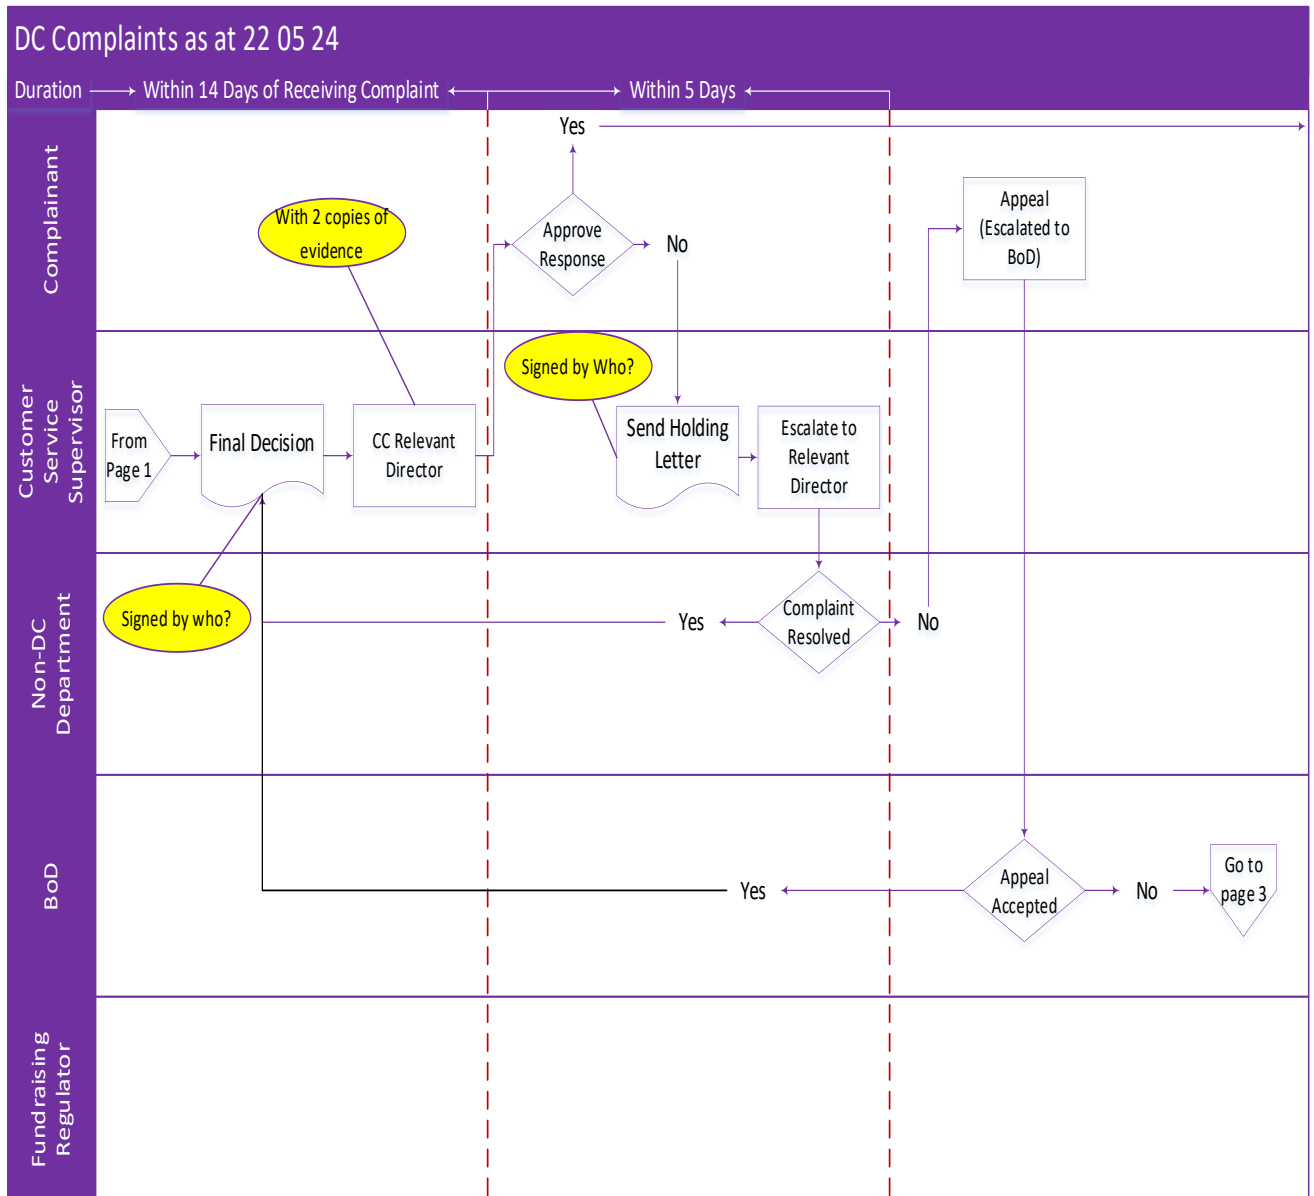 DC Complaints as at 22 05 24
Duration
Within 14 Days of Receiving Complaint
Within 5 Days
Complainant
Yes
With 2 copies of
evidence
Approve
Response
No
Appeal
(Escalated to
BoD)
Customer
Service
Supervisor
From
Page 1
Final Decision
CC Relevant
Director
Signed by Who?
Send Holding
Letter
Escalate to
Relevant
Director
Non-DC
Department
Signed by who?
Yes
Complaint
Resolved
No
BoD
Yes
Appeal
Accepted
No
Go to
page 3
Fundraising
Regulator